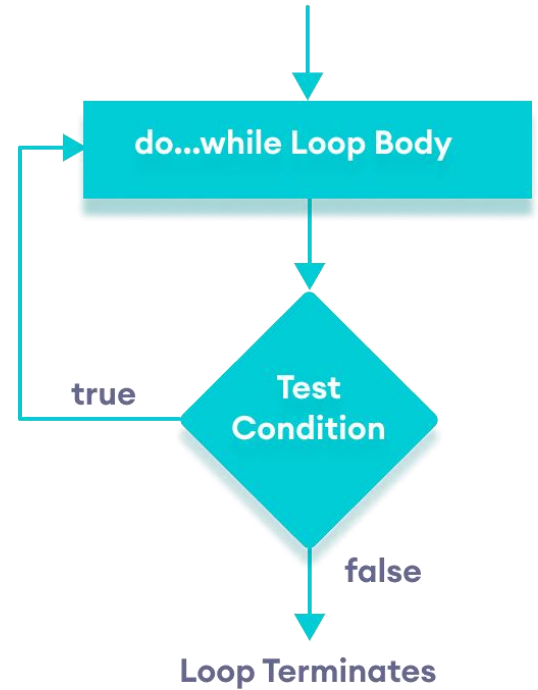 do...while Loop Body
true
Test
Condition
false
Loop Terminates